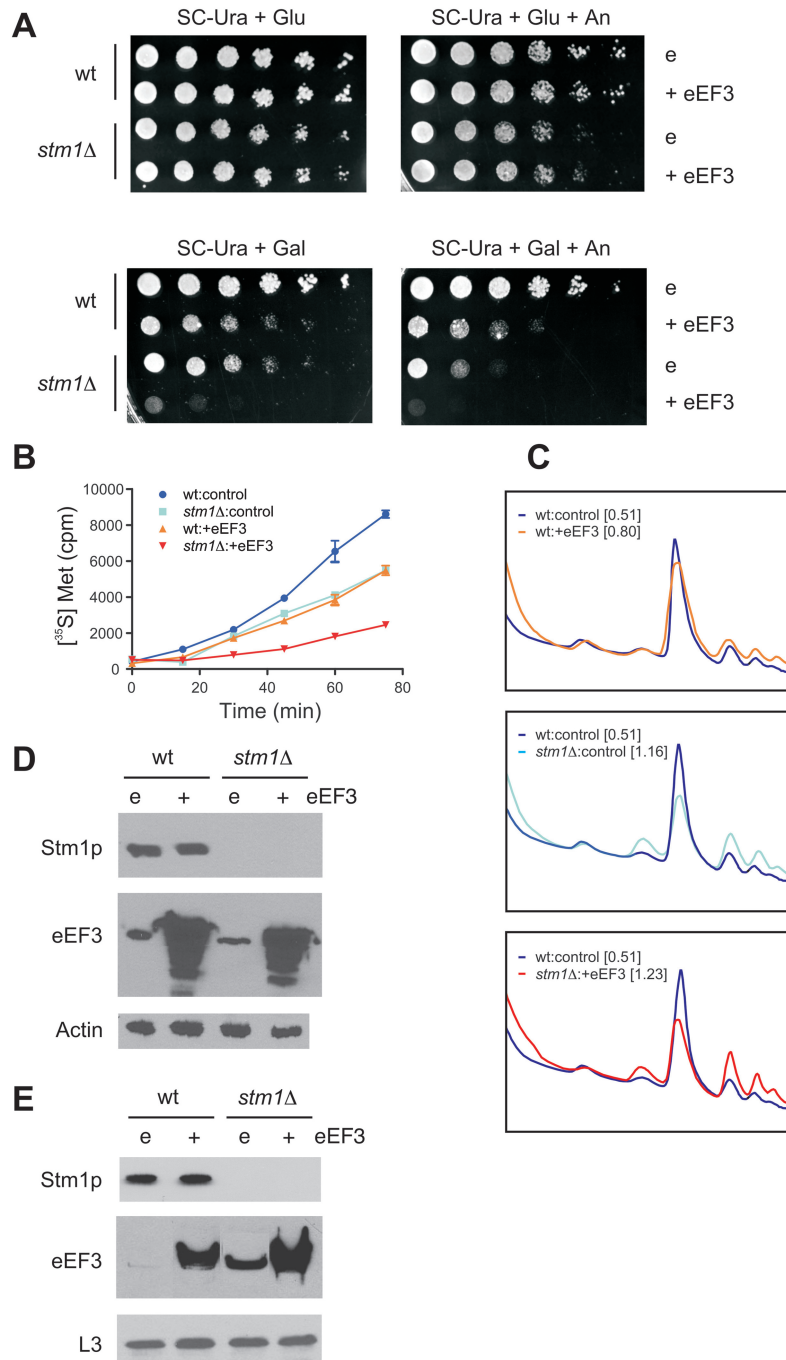 A
SC-Ura + Glu
SC-Ura + Glu + An
wt
stm1Δ
e
+ eEF3
e
+ eEF3
SC-Ura + Gal
SC-Ura + Gal + An
wt
stm1Δ
e
+ eEF3
e
+ eEF3
B
10000
8000
6000
4000
2000
0
[35S] Met (cpm)
wt:control
stm1Δ:control
wt:+eEF3
stm1Δ:+eEF3
0 20 40 60 80
Time (min)
C
wt:control [0.51]
wt:+eEF3 [0.80]
wt:control [0.51]
stm1Δ:control [1.16]
wt:control [0.51]
stm1Δ:+eEF3 [1.23]
D
wt stm1Δ
e + e + eEF3
Stm1p
eEF3
Actin
E
wt stm1Δ
e + e + eEF3
Stm1p
eEF3
L3